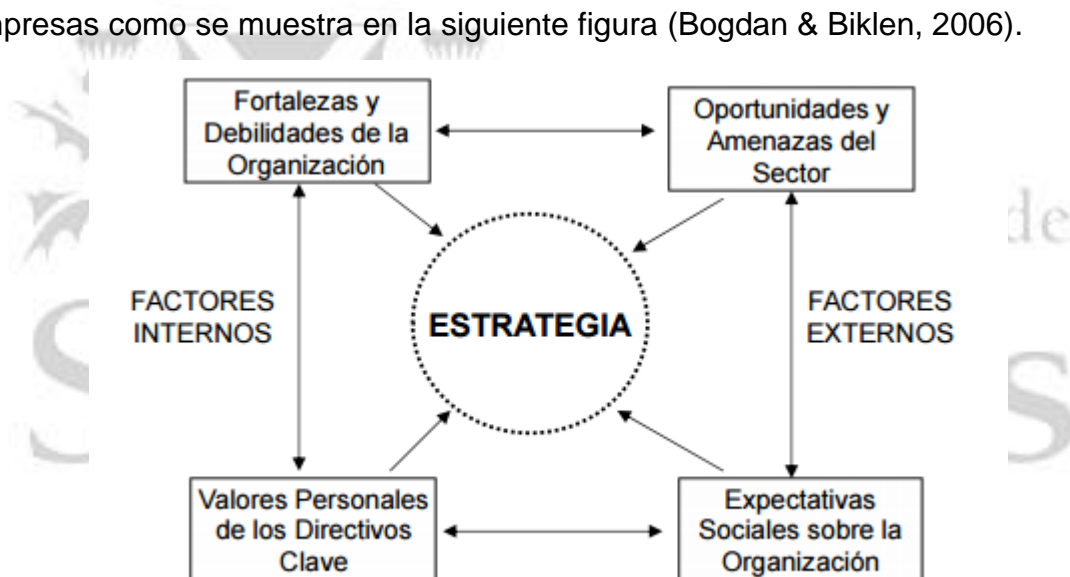 presas como se muestra en la siguiente figura (Bogdan & Biklen, 2006).
Fortalezas y
Debilidades de la
Organización
Oportunidades y
Amenazas del
Sector
de
FACTORES
INTERNOS
ESTRATEGIA
FACTORES
EXTERNOS
S
S
Valores Personales
de los Directivos
Clave
Expectativas
Sociales sobre la
Organización